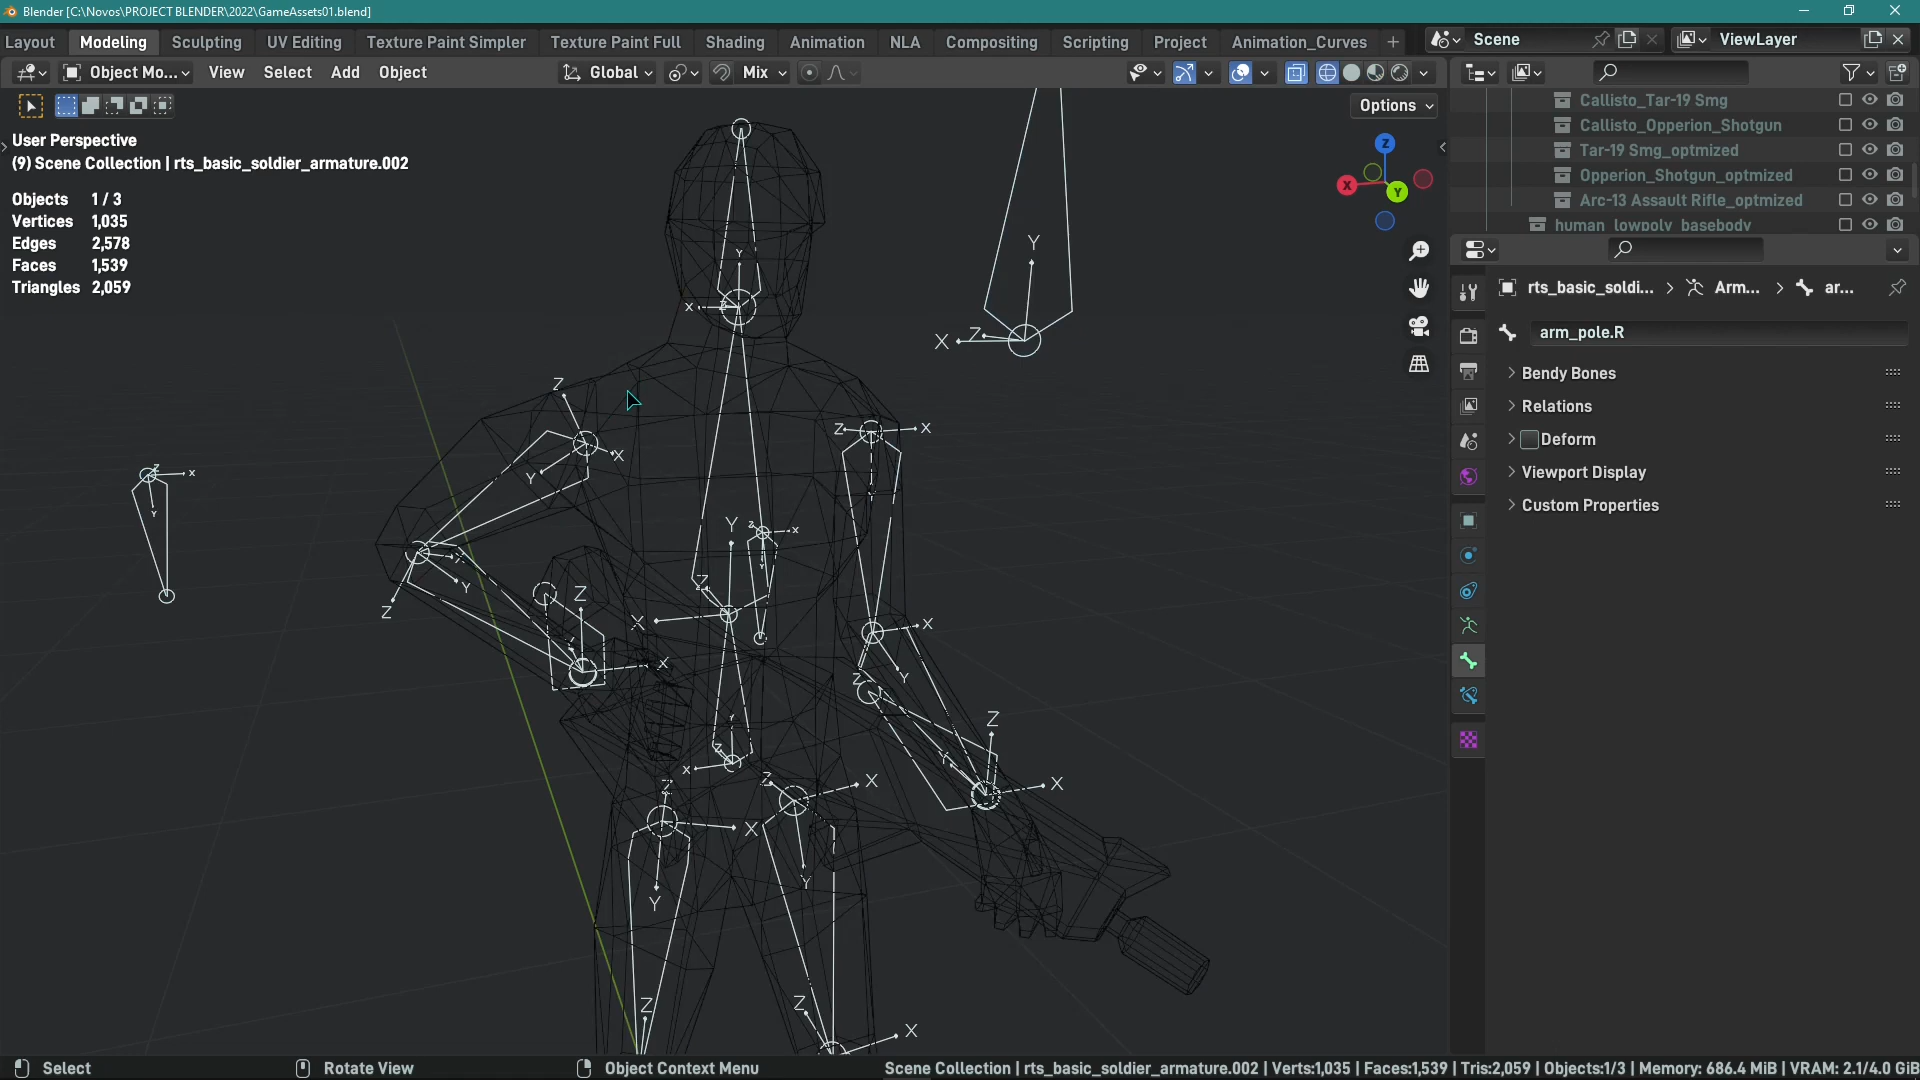 Blender [C:\Novos\PROJECT BLENDER\2022\GameAssets01.blend]
Layout Modeling Sculpting UV Editing Texture Paint Simpler Texture Paint Full Shading Animation NLA Compositing Scripting Project Animation_Curves + Scene ViewLayer
Object Mo... View Select Add Object Global Mix
Options
User Perspective
(9) Scene Collection | rts_basic_soldier_armature.002
Objects 1 / 3
Vertices 1,035
Edges 2,578
Faces 1,539
Triangles 2,059
Callisto_Tar-19 Smg
Callisto_Opperion_Shotgun
Tar-19 Smg_optmized
Opperion_Shotgun_optmized
Arc-13 Assault Rifle_optmized
human_lowpoly_basebody
rts_basic_soldi... > Arm... > ar...
arm_pole.R
Bendy Bones
Relations
Deform
Viewport Display
Custom Properties
Select Rotate View Object Context Menu Scene Collection | rts_basic_soldier_armature.002 | Verts:1,035 | Faces:1,539 | Tris:2,059 | Objects:1/3 | Memory: 686.4 MiB | VRAM: 2.1/4.0 GiB